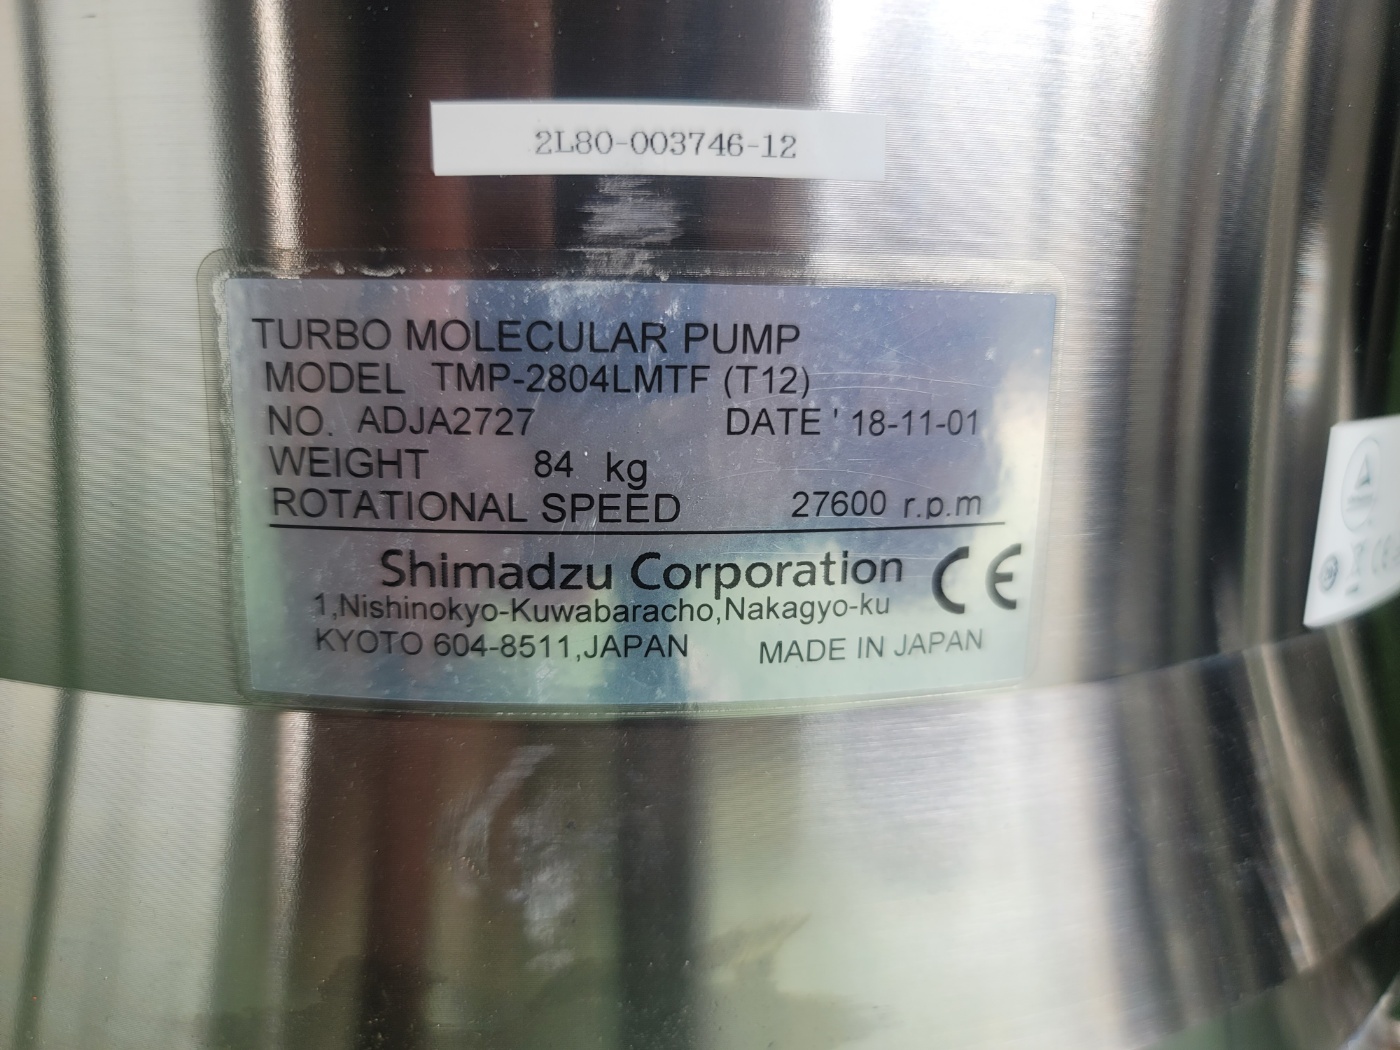 2L80-003746-12
TURBO MOLECULAR PUMP
MODEL TMP-2804LMTF (T12)
NO. ADJA2727 DATE ' 18-11-01
WEIGHT 84 kg
ROTATIONAL SPEED 27600 r.p.m
Shimadzu Corporation CE
1,Nishinokyo-Kuwabaracho,Nakagyo-ku
KYOTO 604-8511,JAPAN MADE IN JAPAN